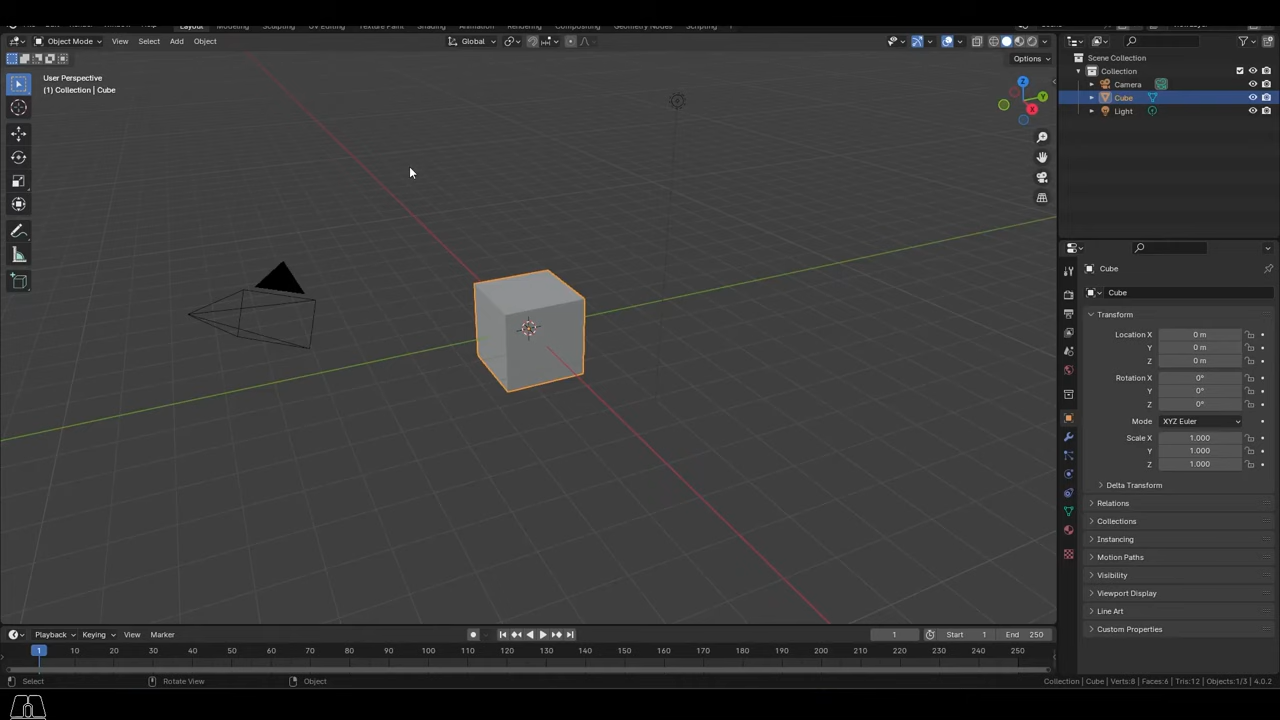 Layout
Object Mode View Select Add Object Global
Options
User Perspective
(1) Collection | Cube
Z
Y
X
Scene Collection
Collection
Camera
Cube
Light
Cube
Cube
Transform
Location X 0 m
Y 0 m
Z 0 m
Rotation X 0°
Y 0°
Z 0°
Mode XYZ Euler
Scale X 1.000
Y 1.000
Z 1.000
Delta Transform
Relations
Collections
Instancing
Motion Paths
Visibility
Viewport Display
Line Art
Custom Properties
Playback Keying View Marker 1 Start 1 End 250
1 10 20 30 40 50 60 70 80 90 100 110 120 130 140 150 160 170 180 190 200 210 220 230 240 250
Select Rotate View Object Collection | Cube | Verts:8 | Faces:6 | Tris:12 | Objects:1/3 | 4.0.2